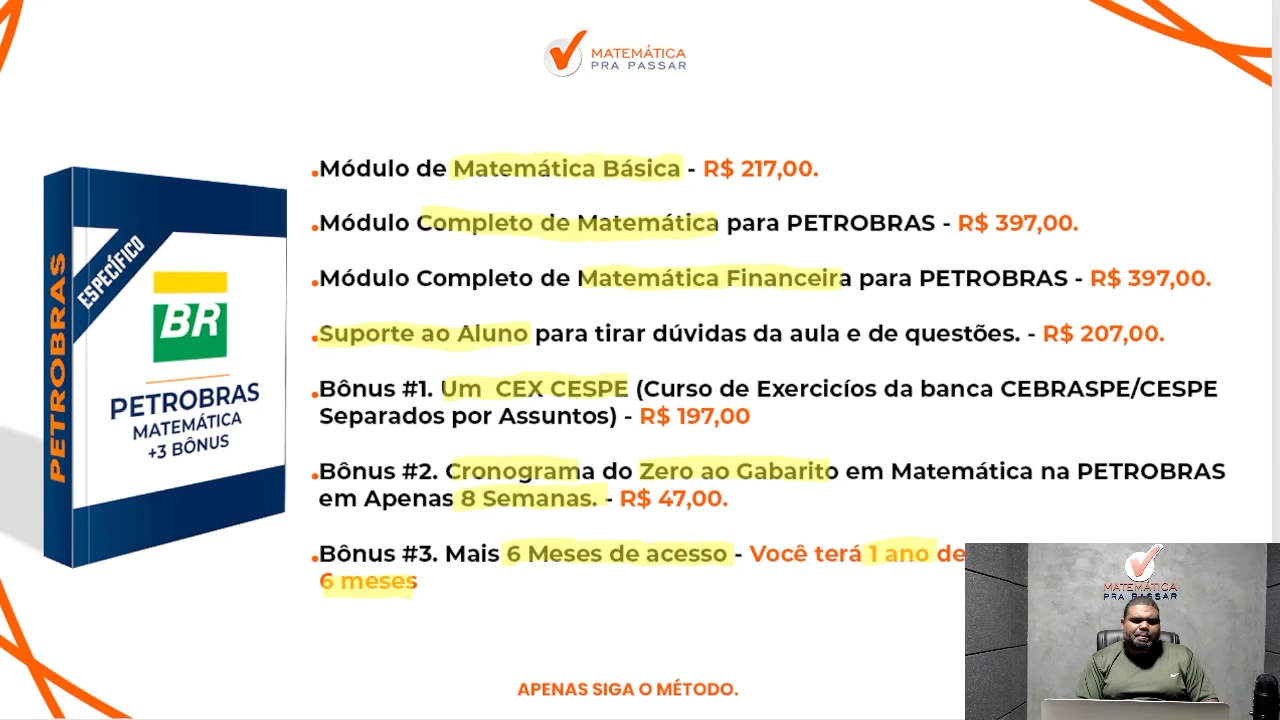 MATEMÁTICA
PRA PASSAR
•Módulo de Matemática Básica - R$ 217,00.
•Módulo Completo de Matemática para PETROBRAS - R$ 397,00.
•Módulo Completo de Matemática Financeira para PETROBRAS - R$ 397,00.
•Suporte ao Aluno para tirar dúvidas da aula e de questões. - R$ 207,00.
•Bônus #1. Um CEX CESPE (Curso de Exercicíos da banca CEBRASPE/CESPE
Separados por Assuntos) - R$ 197,00
•Bônus #2. Cronograma do Zero ao Gabarito em Matemática na PETROBRAS
em Apenas 8 Semanas. - R$ 47,00.
•Bônus #3. Mais 6 Meses de acesso - Você terá 1 ano de
6 meses
PETROBRAS
ESPECÍFICO
BR
PETROBRAS
MATEMÁTICA
+3 BÔNUS
MATEMÁTICA
PRA PASSAR
APENAS SIGA O MÉTODO.